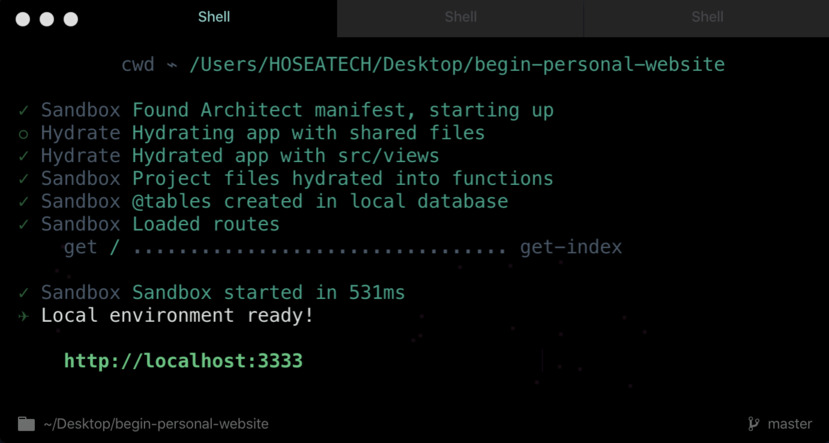 Shell Shell Shell
cwd ~ /Users/HOSEATECH/Desktop/begin-personal-website
✓ Sandbox Found Architect manifest, starting up
○ Hydrate Hydrating app with shared files
✓ Hydrate Hydrated app with src/views
✓ Sandbox Project files hydrated into functions
✓ Sandbox @tables created in local database
✓ Sandbox Loaded routes
get / ................................. get-index
✓ Sandbox Sandbox started in 531ms
✈ Local environment ready!
http://localhost:3333
~/Desktop/begin-personal-website master